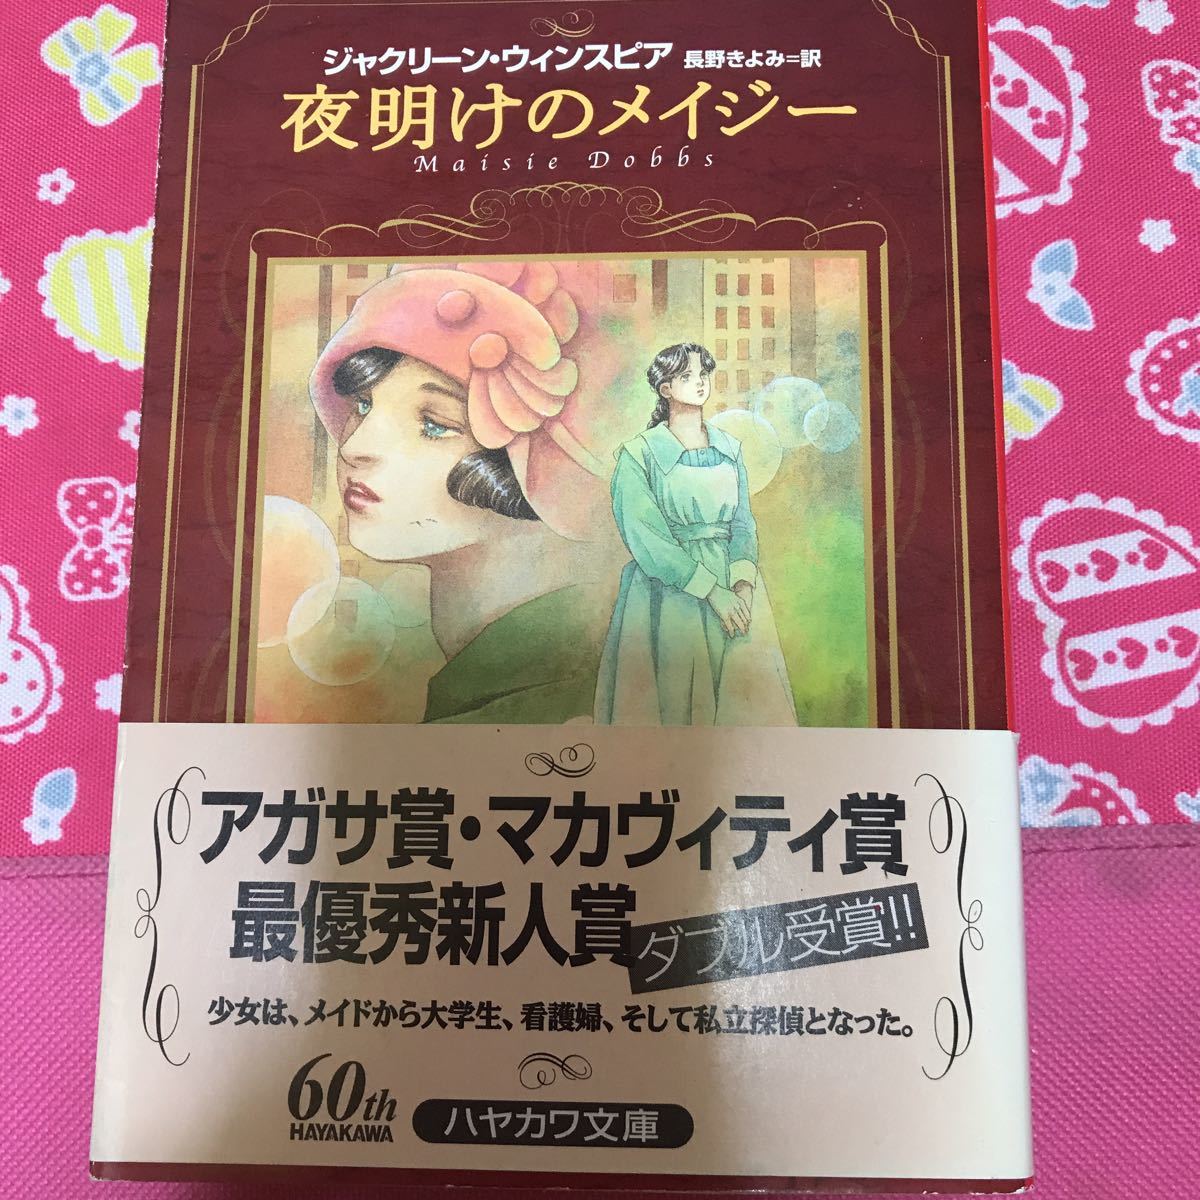 ジャクリーン・ウィンスピア 長野きよみ=訳
夜明けのメイジー
Maisie Dobbs
アガサ賞・マカヴィティ賞
最優秀新人賞 ダブル受賞!!
少女は、メイドから大学生、看護婦、そして私立探偵となった。
60th
HAYAKAWA
ハヤカワ文庫